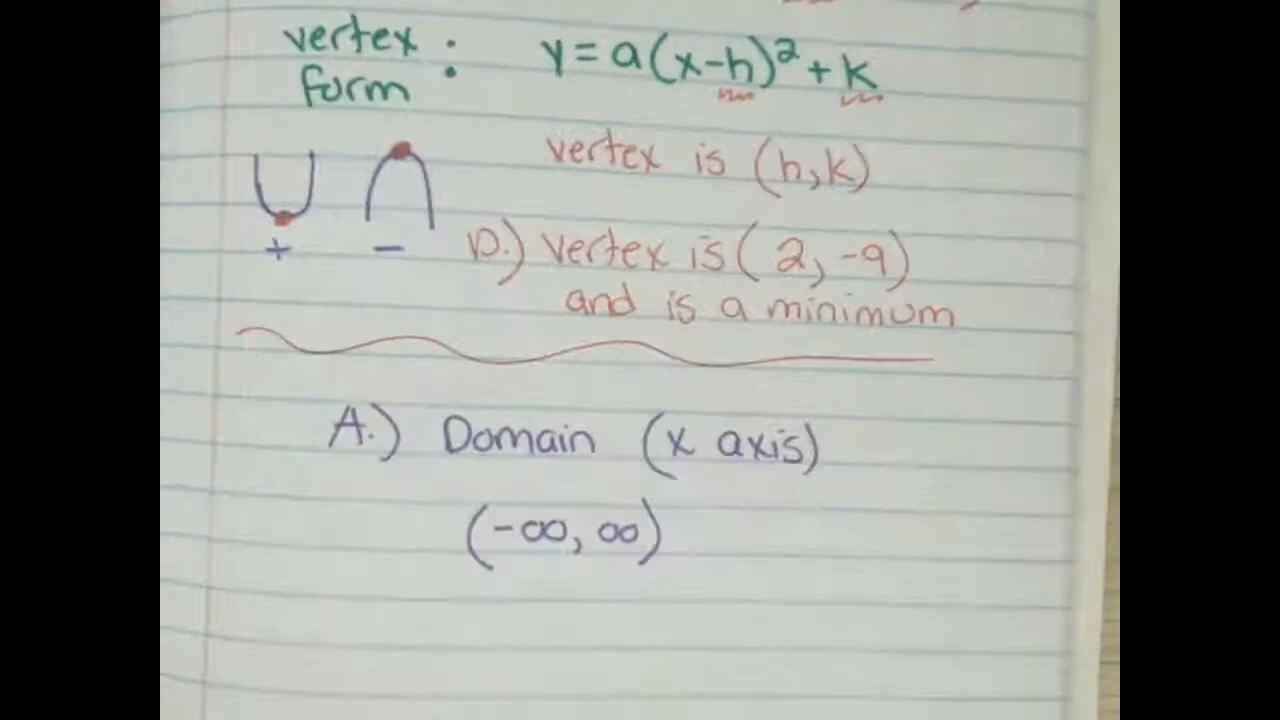 vertex form : y = a(x-h)² + k
vertex is (h,k)
+ −
D.) vertex is (2, -9)
and is a minimum
A.) Domain (x axis)
(-∞, ∞)